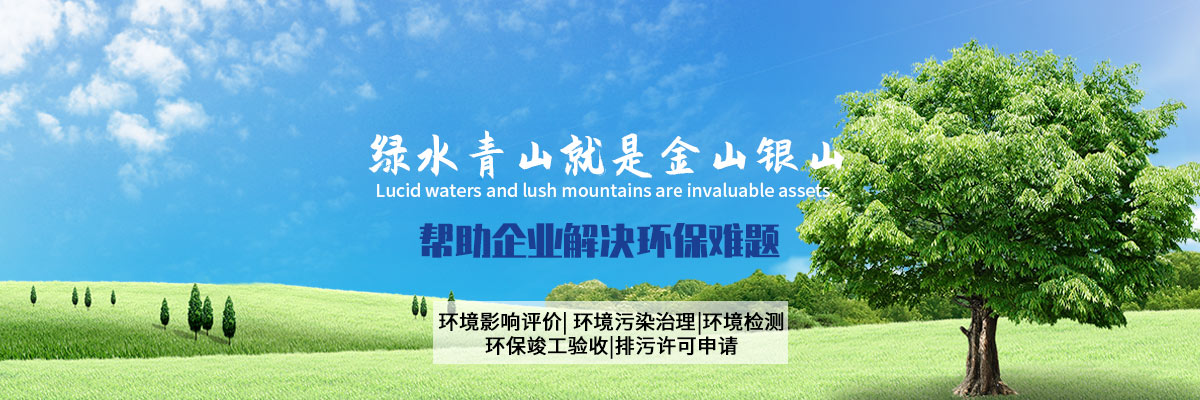 绿水青山就是金山银山
Lucid waters and lush mountains are invaluable assets
帮助企业解决环保难题
环境影响评价| 环境污染治理|环境检测
环保竣工验收|排污许可申请